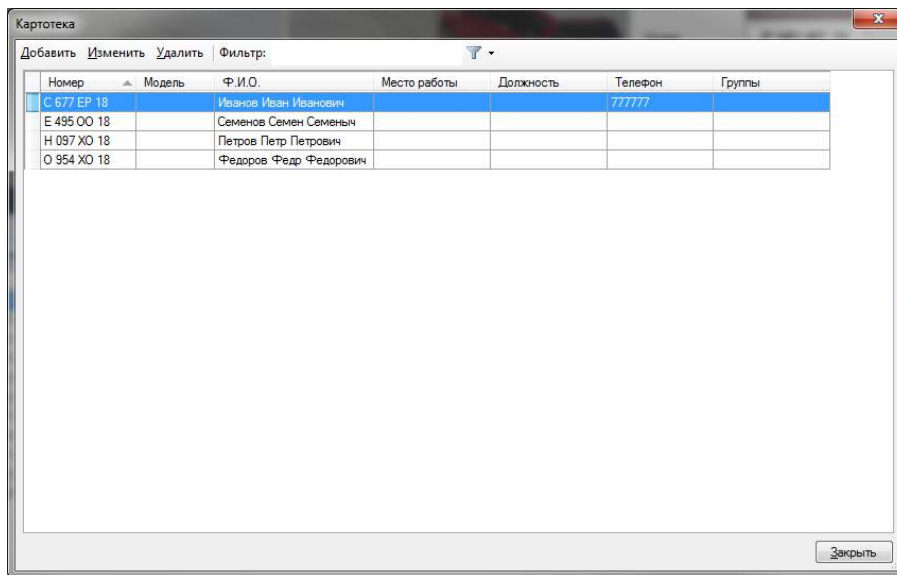 Картотека
Добавить Изменить Удалить Фильтр:
Номер Модель Ф.И.О. Место работы Должность Телефон Группы
С 677 ЕР 18 Иванов Иван Иванович 777777
Е 495 ОО 18 Семенов Семен Семеныч
Н 097 ХО 18 Петров Петр Петрович
О 954 ХО 18 Федоров Федр Федорович
Закрыть